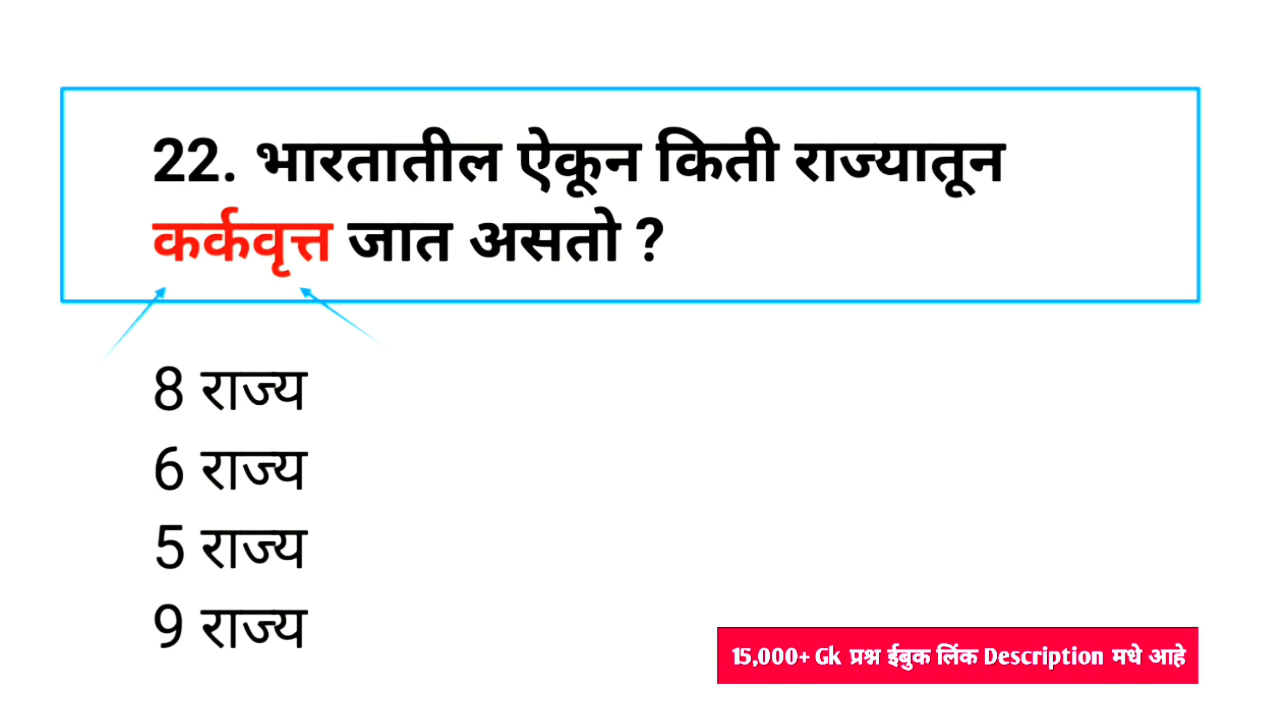 22. भारतातील ऐकून किती राज्यातून
कर्कवृत्त जात असतो ?
8 राज्य
6 राज्य
5 राज्य
9 राज्य
15,000+ Gk प्रश्न ईबुक लिंक Description मधे आहे